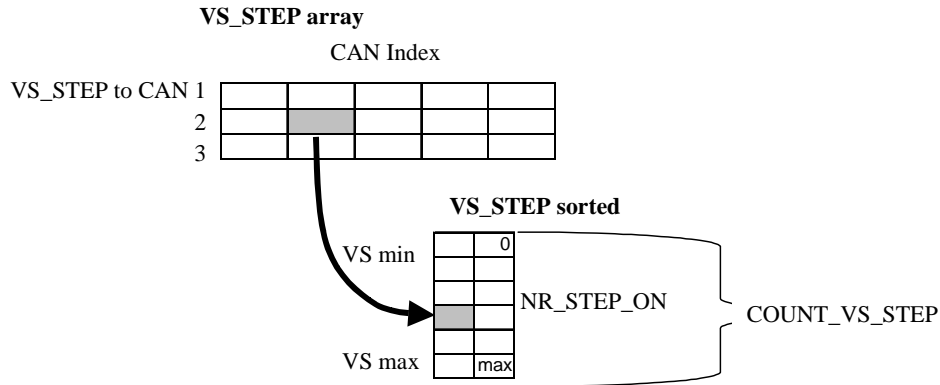 VS_STEP array
CAN Index
VS_STEP to CAN 1
2
3
VS_STEP sorted
0
VS min
NR_STEP_ON
COUNT_VS_STEP
VS max
max